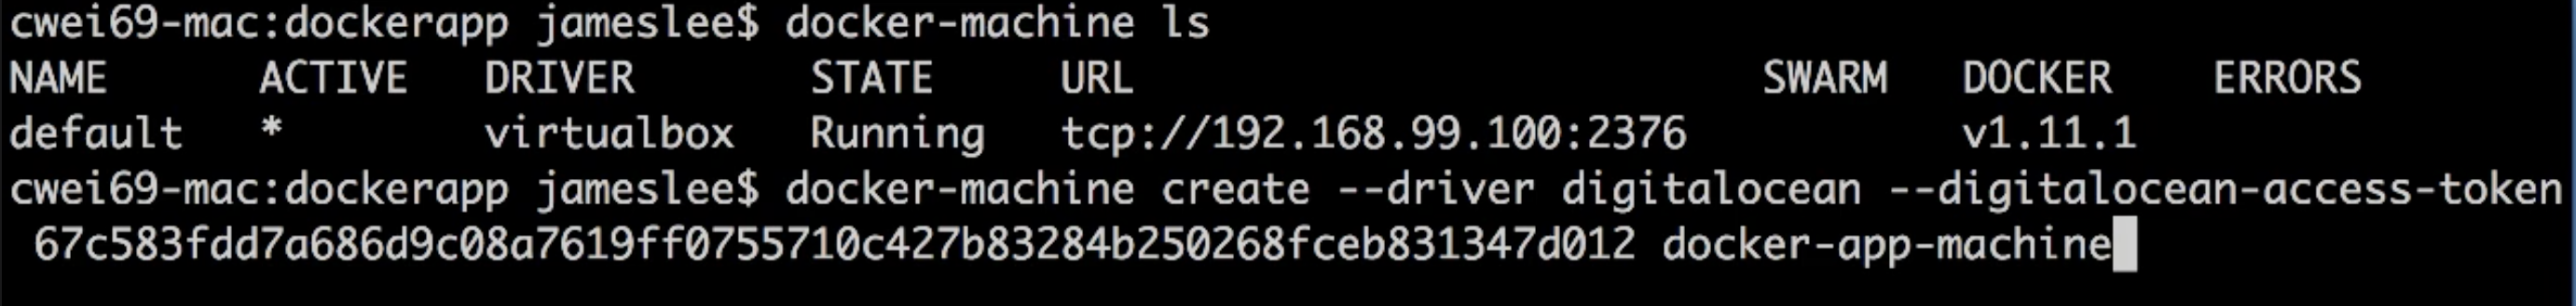 cwei69-mac:dockerapp jameslee$ docker-machine ls
NAME ACTIVE DRIVER STATE URL SWARM DOCKER ERRORS
default * virtualbox Running tcp://192.168.99.100:2376 v1.11.1
cwei69-mac:dockerapp jameslee$ docker-machine create --driver digitalocean --digitalocean-access-token
67c583fdd7a686d9c08a7619ff0755710c427b83284b250268fceb831347d012 docker-app-machine